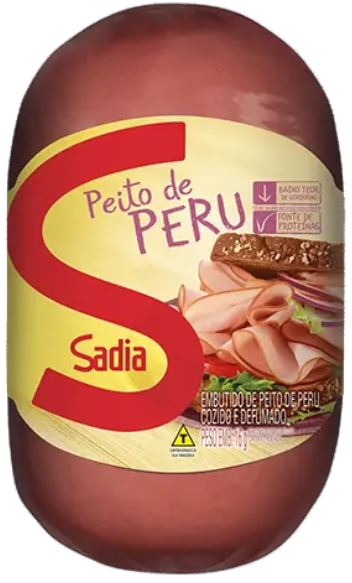 Peito de
PERU
BAIXO TEOR
DE GORDURAS
FONTE DE
PROTEÍNAS
S
Sadia
EMBUTIDO DE PEITO DE PERU
COZIDO E DEFUMADO
T